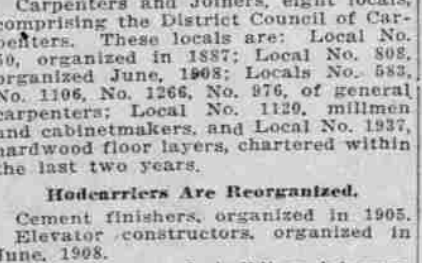 Carpenters and Joiners, eight locals,
comprising the District Council of Car-
penters. These locals are: Local No.
50, organized in 1887; Local No. 808,
organized June, 1908; Locals No. 583,
No. 1106, No. 1266, No. 976, of general
carpenters; Local No. 1120, millmen
and cabinetmakers, and Local No. 1937,
hardwood floor layers, chartered within
the last two years.
Hodcarriers Are Reorganized.
Cement finishers, organized in 1905.
Elevator constructors, organized in
June, 1908.